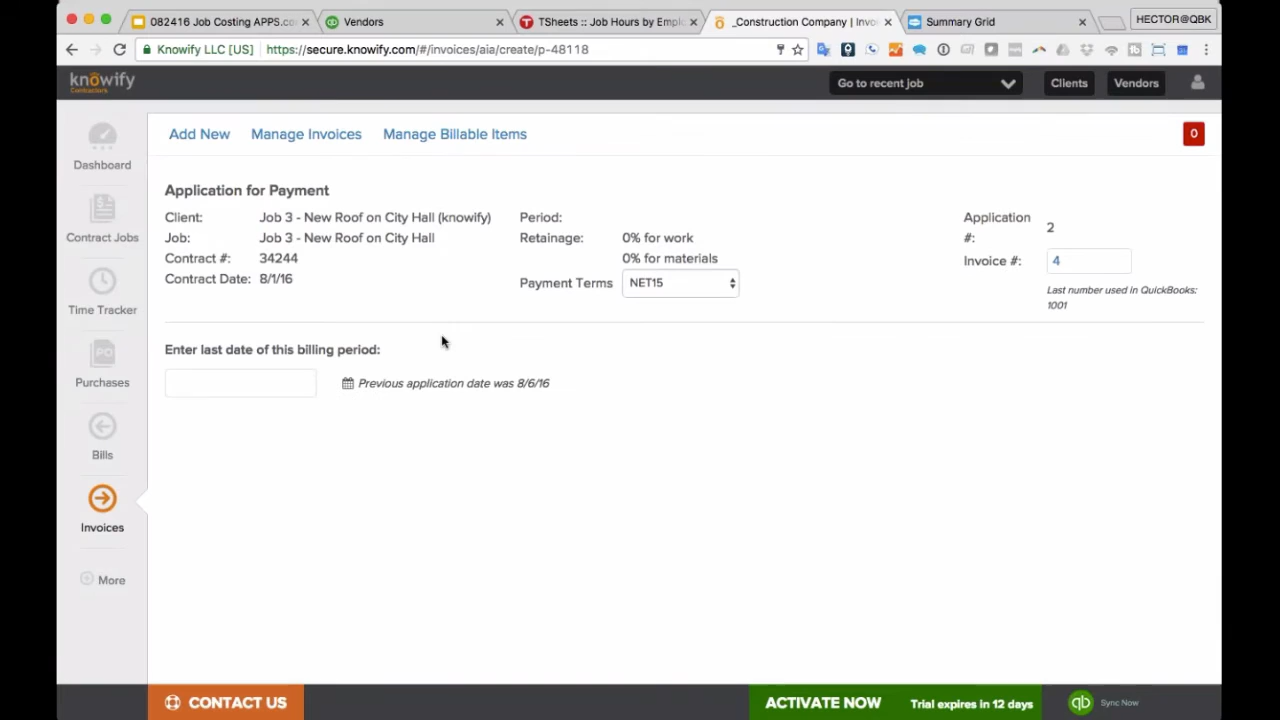 082416 Job Costing APPS.co
Vendors
TSheets :: Job Hours by Emplo
_Construction Company | Invo
Summary Grid
HECTOR@QBK
Knowify LLC [US]
https://secure.knowify.com/#/invoices/aia/create/p-48118
knowify
Contractors
Go to recent job
Clients
Vendors
Dashboard
Contract Jobs
Time Tracker
PO
Purchases
Bills
Invoices
More
Add New
Manage Invoices
Manage Billable Items
0
Application for Payment
Client: Job 3 - New Roof on City Hall (knowify)
Job: Job 3 - New Roof on City Hall
Contract #: 34244
Contract Date: 8/1/16
Period:
Retainage: 0% for work
0% for materials
Payment Terms NET15
Application #: 2
Invoice #: 4
Last number used in QuickBooks:
1001
Enter last date of this billing period:
Previous application date was 8/6/16
CONTACT US
ACTIVATE NOW Trial expires in 12 days
qb Sync Now